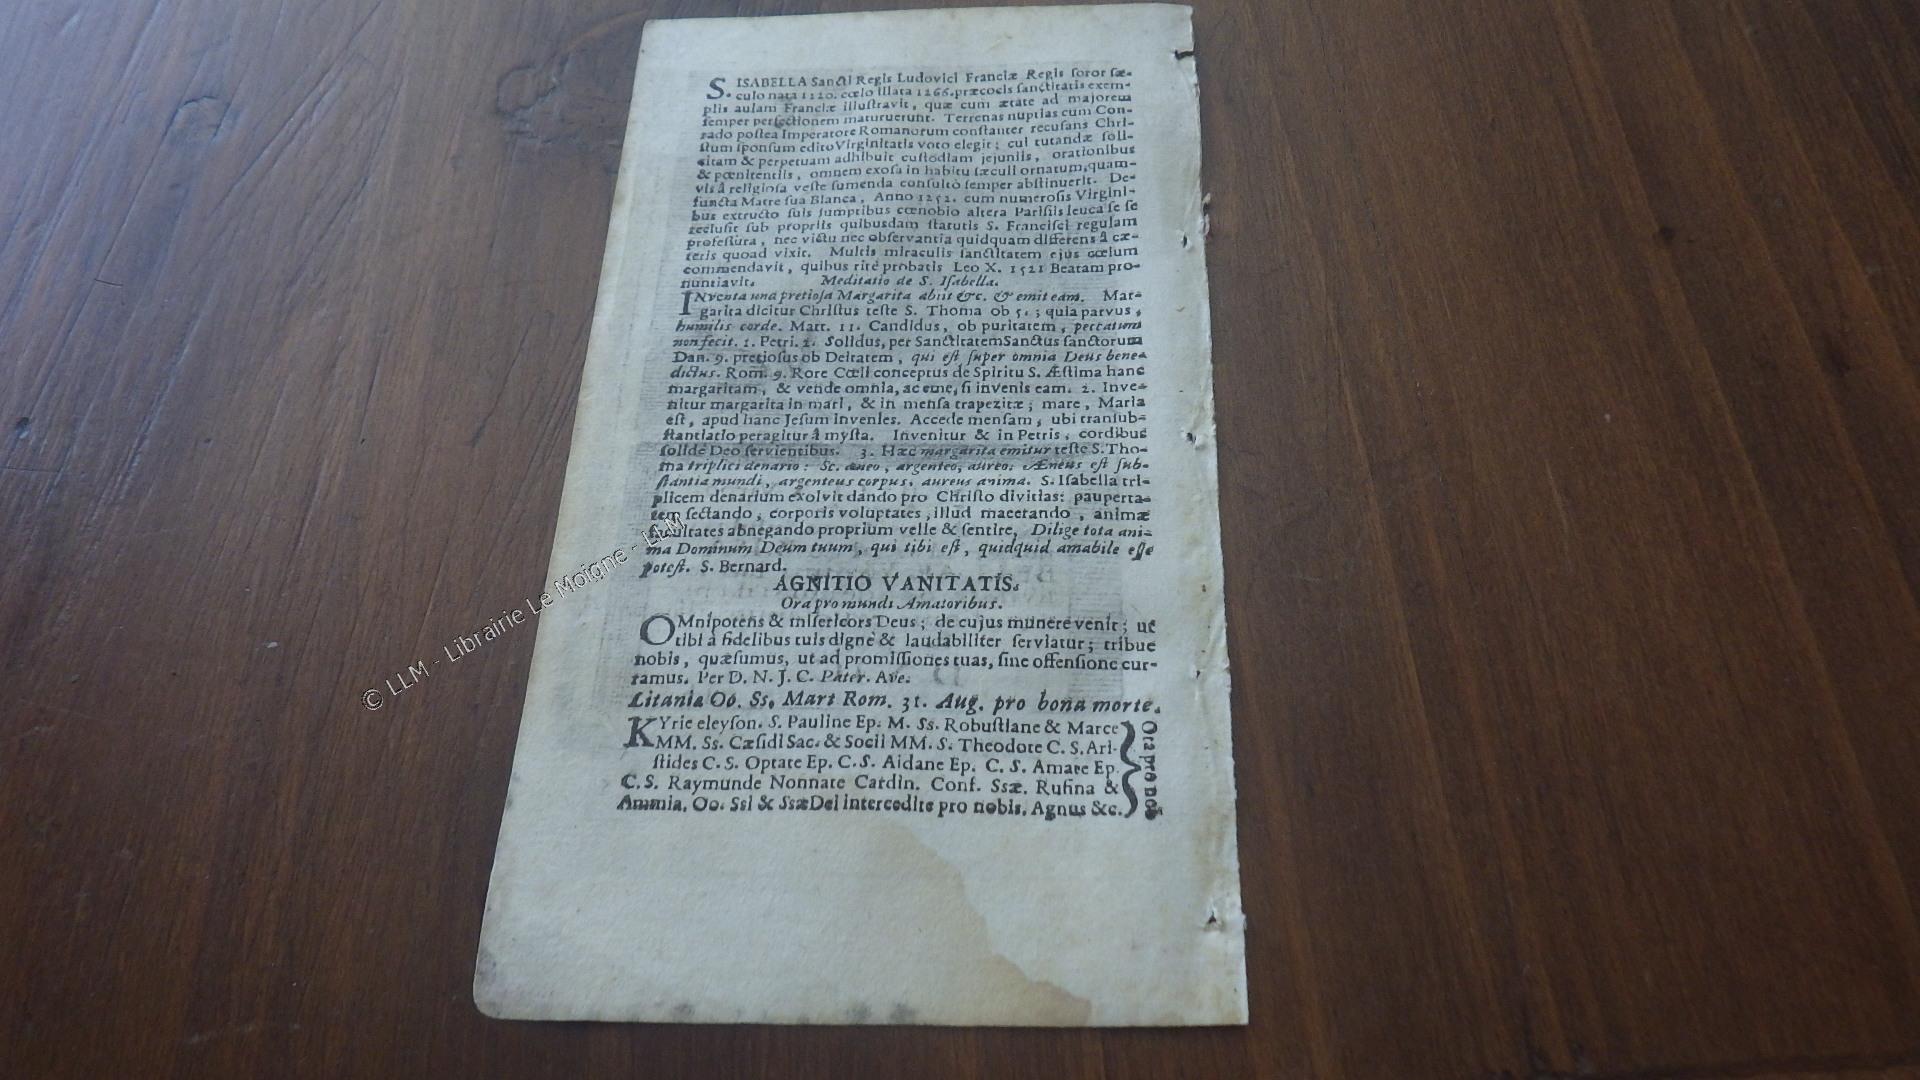 S. ISABELLA Sancti Regis Ludovici Franciæ Regis soror sæ-
culo nata 1220. cœlo illata 1266. præcocis sanctitatis exem-
plis aulam Franciæ illustravit, quæ cum ætate ad majorem
semper perfectionem maturuerunt. Terrenas nuptias cum Con-
rado postea Imperatore Romanorum constanter recusans Chri-
stum sponsum edito Virginitatis voto elegit; cui tutandæ soli-
citam & perpetuam adhibuit custodiam jejuniis, orationibus
& pœnitentiis, omnem exosa in habitu sæculi ornatum, quam-
vis â religiosa veste sumenda consultò semper abstinuerit. De-
functa Matre sua Blanca, Anno 1252. cum numerosis Virgini-
bus extructo suis sumptibus cœnobio altera Parisiis leuca se se
reclusit sub propriis quibusdam statutis S. Francisci regulam
professura, nec victu nec observantia quidquam differens â cæ-
teris quoad vixit. Multis miraculis sanctitatem ejus cœlum
commendavit, quibus ritè probatis Leo X. 1521 Beatam pro-
nuntiavit. Meditatio de S. Isabella.
INventa una pretiosa Margarita abiit &c. & emit eam. Mar-
garita dicitur Christus teste S. Thoma ob 5.; quia parvus,
humilis corde. Matt. 11. Candidus, ob puritatem, peccatum
non fecit. 1. Petri. 2. Solidus, per Sanctitatem Sanctus sanctorum
Dan. 9. pretiosus ob Deitatem, qui est super omnia Deus bene-
dictus. Rom. 9. Rore Cœli conceptus de Spiritu S. Æstima hanc
margaritam, & vende omnia, ac eme, si invenis eam. 2. Inve-
nitur margarita in mari, & in mensa trapezitæ; mare, Maria
est, apud hanc Jesum invenies. Accede mensam, ubi transub-
stantiatio peragitur â mysta. Invenitur & in Petris, cordibus
solidè Deo servientibus. 3. Hæc margarita emitur teste S. Tho-
ma triplici denario: Sc. æneo, argenteo, aureo: Æneus est sub-
stantia mundi, argenteus corpus, aureus anima. S. Isabella tri-
plicem denarium exolvit dando pro Christo divitias: pauperta-
tem sectando, corporis voluptates, illud macerando, animæ
facultates abnegando proprium velle & sentire, Dilige tota ani-
ma Dominum Deum tuum, qui tibi est, quidquid amabile esse
potest. S. Bernard.
AGNITIO VANITATIS.
Ora pro mundi Amatoribus.
OMnipotens & misericors Deus; de cujus munere venit; ut
tibi à fidelibus tuis dignè & laudabiliter serviatur; tribue
nobis, quæsumus, ut ad promissiones tuas, sine offensione cur-
ramus. Per D. N. J. C. Pater. Ave.
Litania Oo. Ss. Mart Rom. 31. Aug. pro bona morte.
KYrie eleyson. S. Pauline Ep. M. Ss. Robustiane & Marce
MM. Ss. Cæsidi Sac. & Socii MM. S. Theodote C. S. Ari-
stides C. S. Optate Ep. C. S. Aidane Ep. C. S. Amate Ep.
C. S. Raymunde Nonnate Cardin. Conf. Ssæ. Rufina &
Ammia. Oo. Ssi & Ssæ Dei intercedite pro nobis. Agnus &c.
Ora pro nob
© LLM - Librairie Le Moigne - LLM